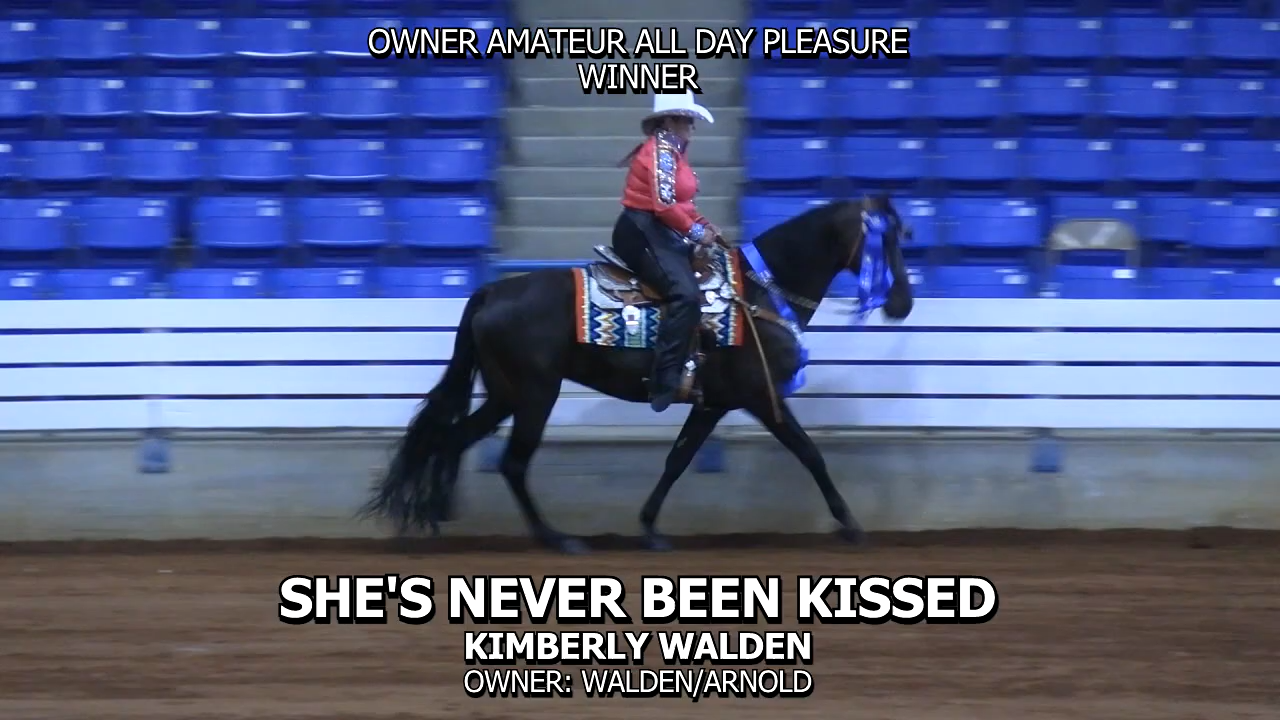 OWNER AMATEUR ALL DAY PLEASURE
WINNER
SHE'S NEVER BEEN KISSED
KIMBERLY WALDEN
OWNER: WALDEN/ARNOLD